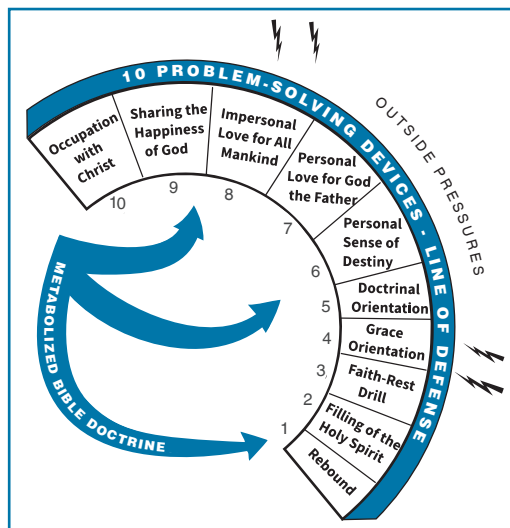 10 PROBLEM-SOLVING DEVICES - LINE OF DEFENSE
OUTSIDE PRESSURES
Occupation
with
Christ
10
Sharing the
Happiness
of God
9
Impersonal
Love for All
Mankind
8
Personal
Love for God
the Father
7
Personal
Sense of
Destiny
6
Doctrinal
Orientation
5
Grace
Orientation
4
Faith-Rest
Drill
3
Filling of the
Holy Spirit
2
Rebound
1
METABOLIZED BIBLE DOCTRINE